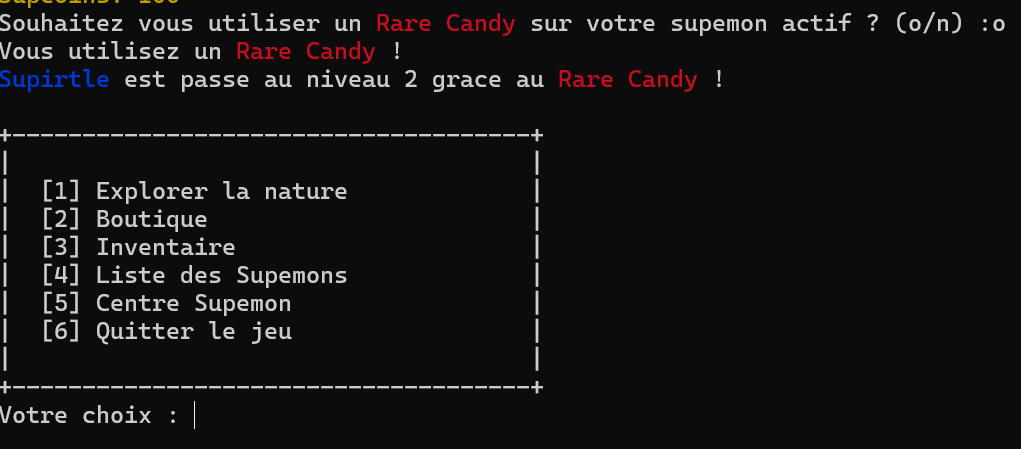 Supcoins: 100
Souhaitez vous utiliser un Rare Candy sur votre supemon actif ? (o/n) :o
Vous utilisez un Rare Candy !
Supirtle est passe au niveau 2 grace au Rare Candy !
+-------------------------------------+
| |
| [1] Explorer la nature |
| [2] Boutique |
| [3] Inventaire |
| [4] Liste des Supemons |
| [5] Centre Supemon |
| [6] Quitter le jeu |
| |
+-------------------------------------+
Votre choix :